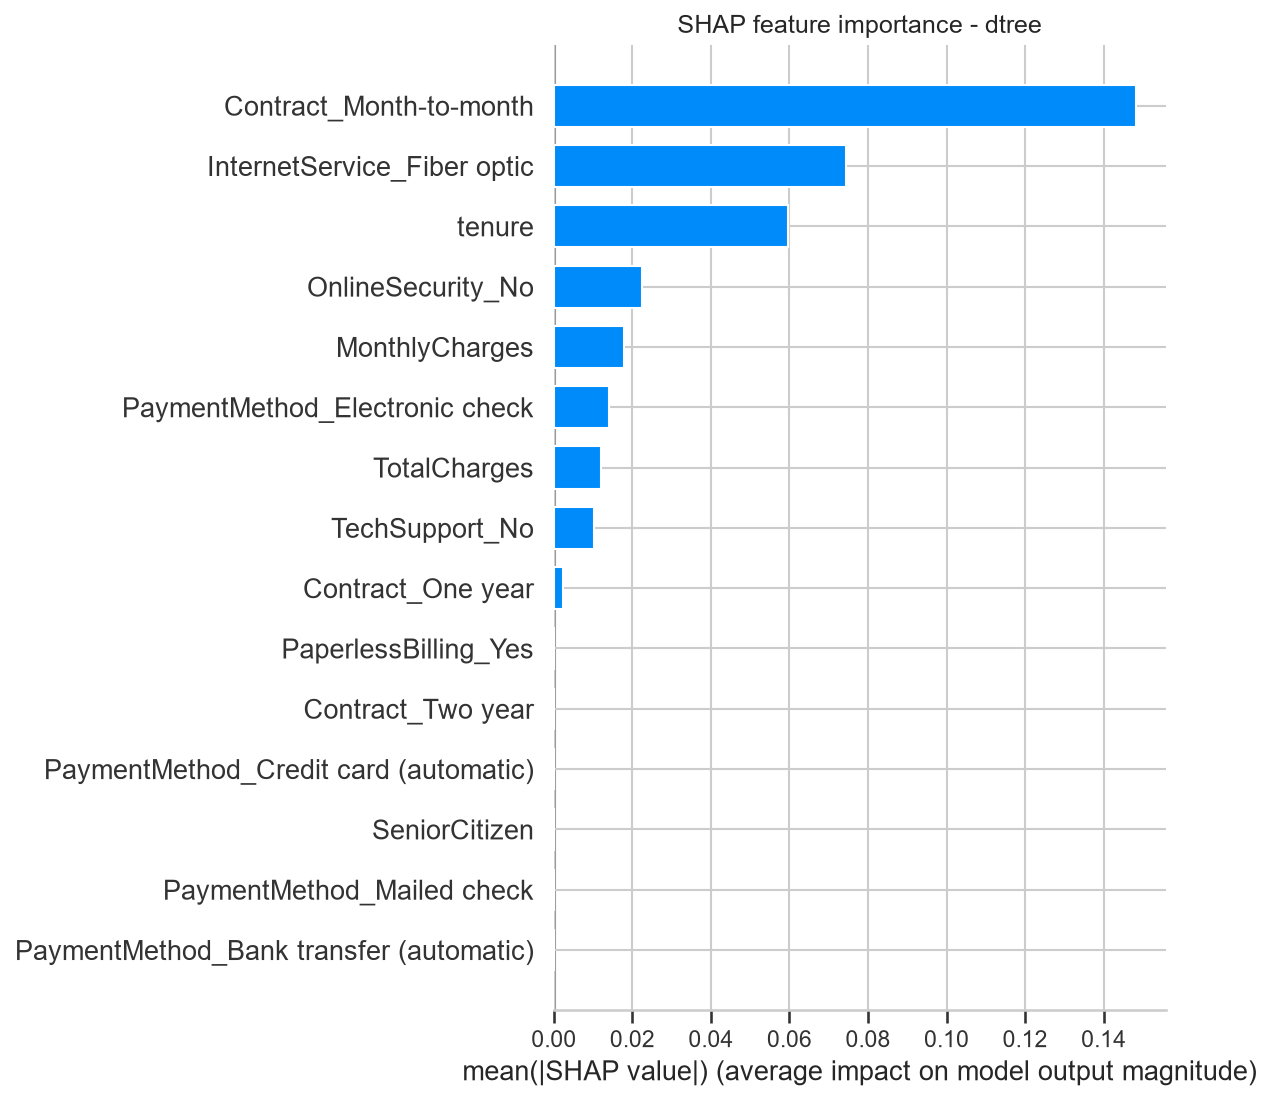 SHAP feature importance - dtree
Contract_Month-to-month
InternetService_Fiber optic
tenure
OnlineSecurity_No
MonthlyCharges
PaymentMethod_Electronic check
TotalCharges
TechSupport_No
Contract_One year
PaperlessBilling_Yes
Contract_Two year
PaymentMethod_Credit card (automatic)
SeniorCitizen
PaymentMethod_Mailed check
PaymentMethod_Bank transfer (automatic)
0.00 0.02 0.04 0.06 0.08 0.10 0.12 0.14
mean(|SHAP value|) (average impact on model output magnitude)